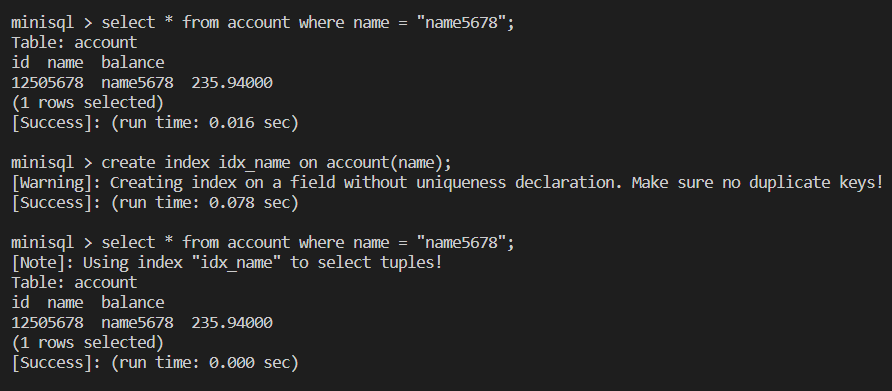 minisql > select * from account where name = "name5678";
Table: account
id  name  balance
12505678  name5678  235.94000
(1 rows selected)
[Success]: (run time: 0.016 sec)
minisql > create index idx_name on account(name);
[Warning]: Creating index on a field without uniqueness declaration. Make sure no duplicate keys!
[Success]: (run time: 0.078 sec)
minisql > select * from account where name = "name5678";
[Note]: Using index "idx_name" to select tuples!
Table: account
id  name  balance
12505678  name5678  235.94000
(1 rows selected)
[Success]: (run time: 0.000 sec)